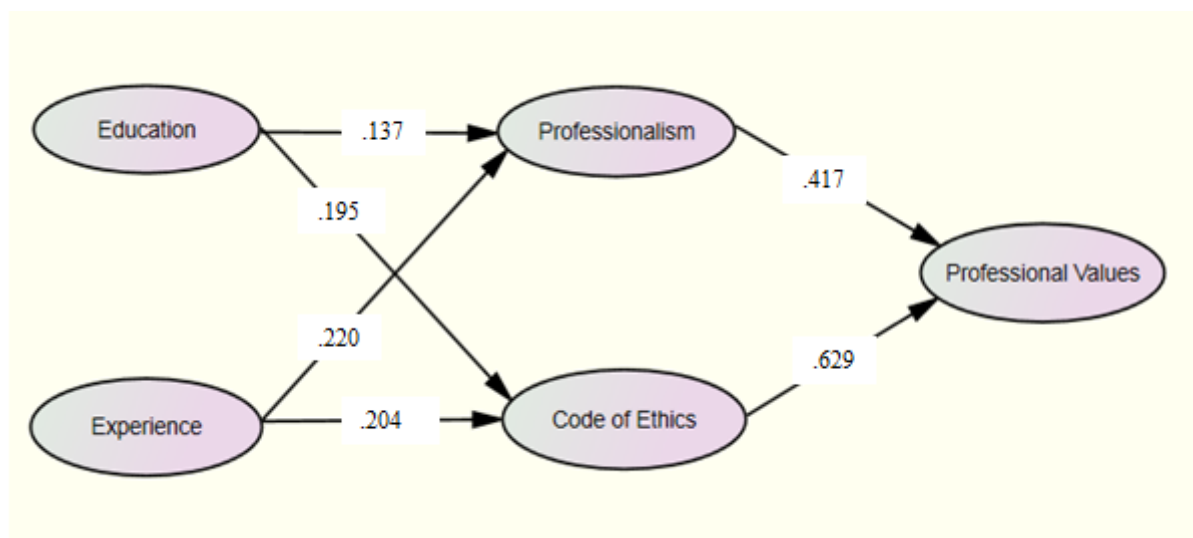 Education
.137
Professionalism
.417
.195
Professional Values
.220
.629
Experience
.204
Code of Ethics